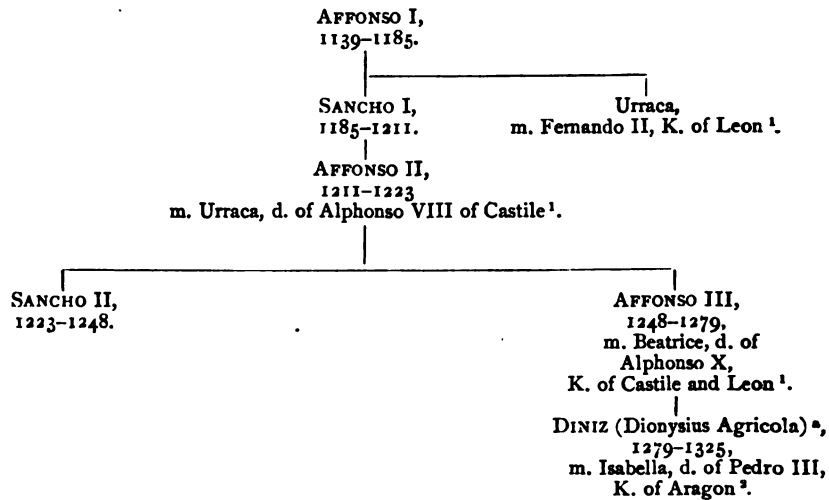 AFFONSO I,
1139–1185.
SANCHO I,
1185–1211.
Urraca,
m. Fernando II, K. of Leon ¹.
AFFONSO II,
1211–1223
m. Urraca, d. of Alphonso VIII of Castile ¹.
SANCHO II,
1223–1248.
AFFONSO III,
1248–1279,
m. Beatrice, d. of
Alphonso X,
K. of Castile and Leon ¹.
DINIZ (Dionysius Agricola) ª,
1279–1325,
m. Isabella, d. of Pedro III,
K. of Aragon ².